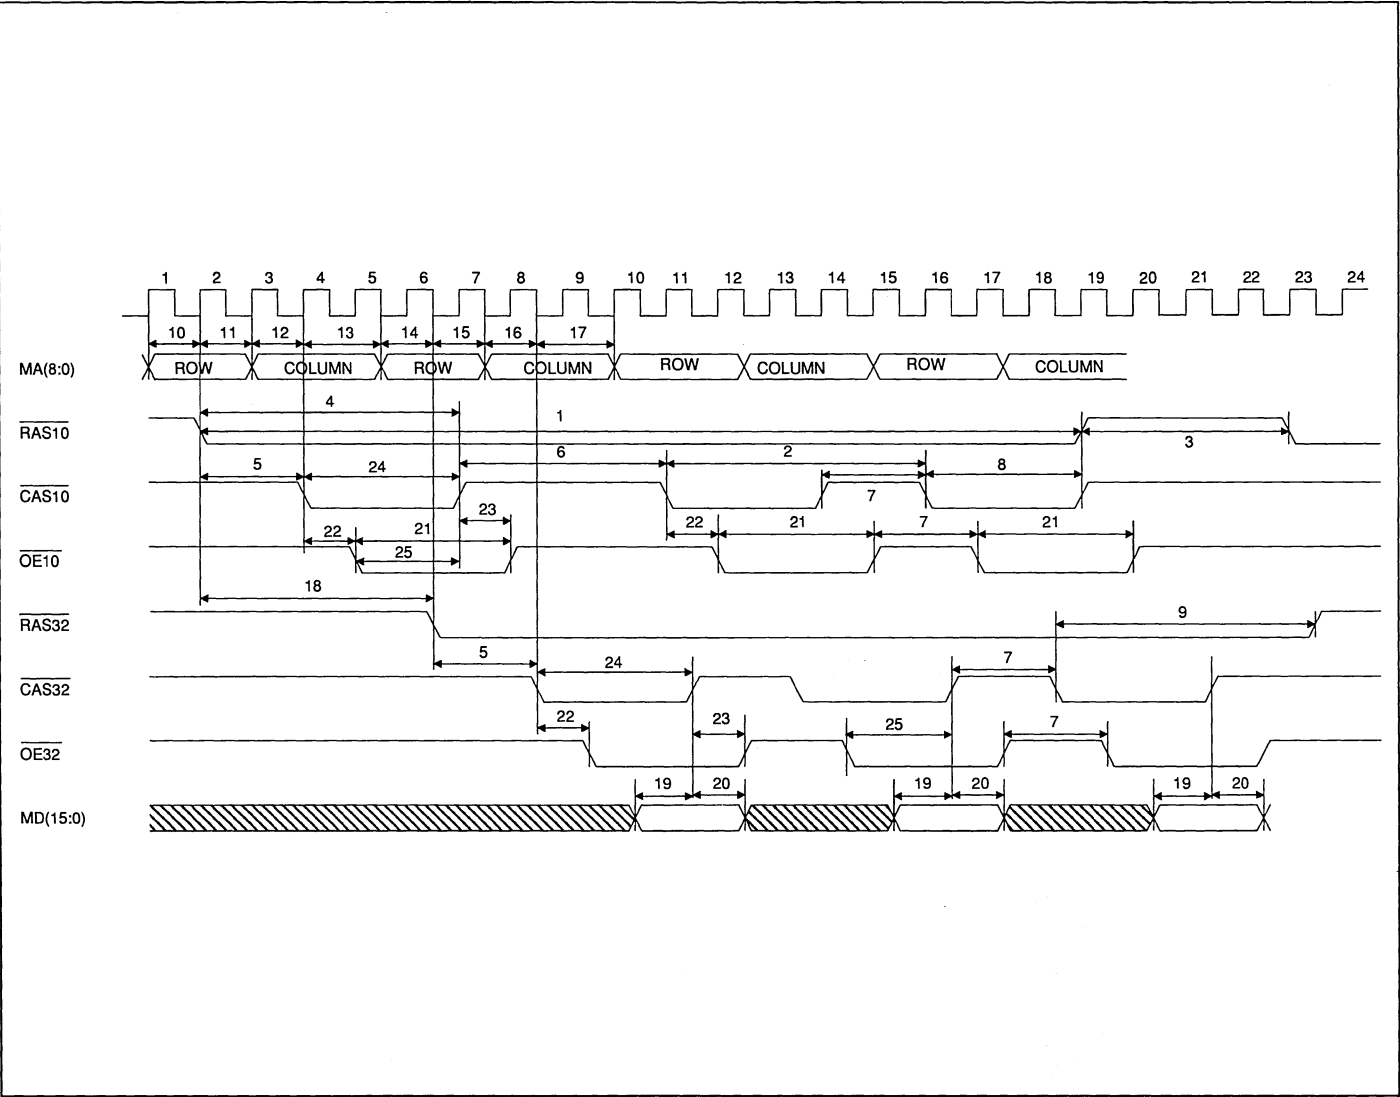 1 2 3 4 5 6 7 8 9 10 11 12 13 14 15 16 17 18 19 20 21 22 23 24
10 11 12 13 14 15 16 17
MA(8:0) ROW COLUMN ROW COLUMN ROW COLUMN ROW COLUMN
4 1
RAS10 3
6 2
5 24 8
CAS10 7
23
22 21 22 21 7 21
OE10 25
18
RAS32 9
5 24 7
CAS32
22 23 25 7
OE32
19 20 19 20 19 20
MD(15:0)